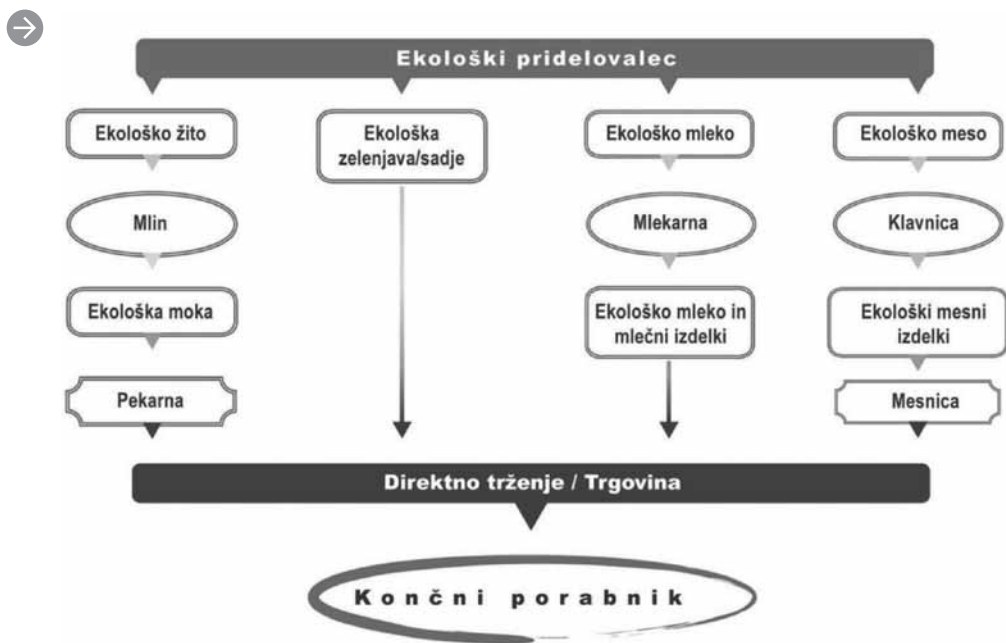 Ekološki pridelovalec
Ekološko žito
Mlin
Ekološka moka
Pekarna
Ekološka
zelenjava/sadje
Ekološko mleko
Mlekarna
Ekološko mleko in
mlečni izdelki
Ekološko meso
Klavnica
Ekološki mesni
izdelki
Mesnica
Direktno trženje / Trgovina
Končni porabnik